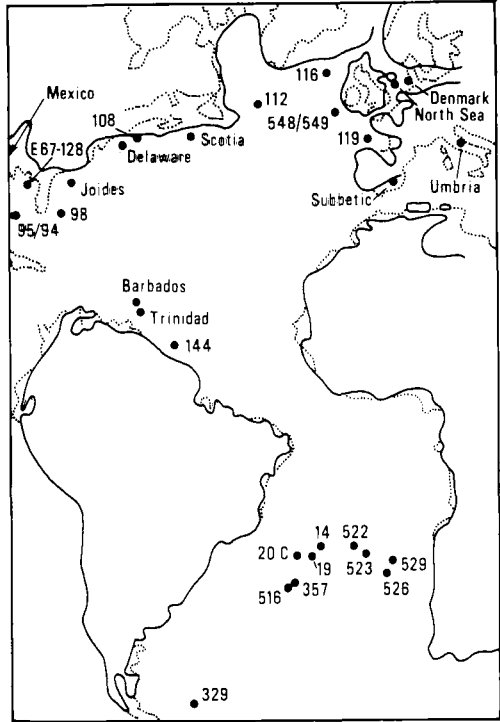 116
Mexico
112
Denmark
North Sea
548/549
108
119
Scotia
E67-128
Delaware
Joides
Subbetic
Umbria
98
95/94
Barbados
Trinidad
144
14
522
20 C
19
523
529
516
357
526
329